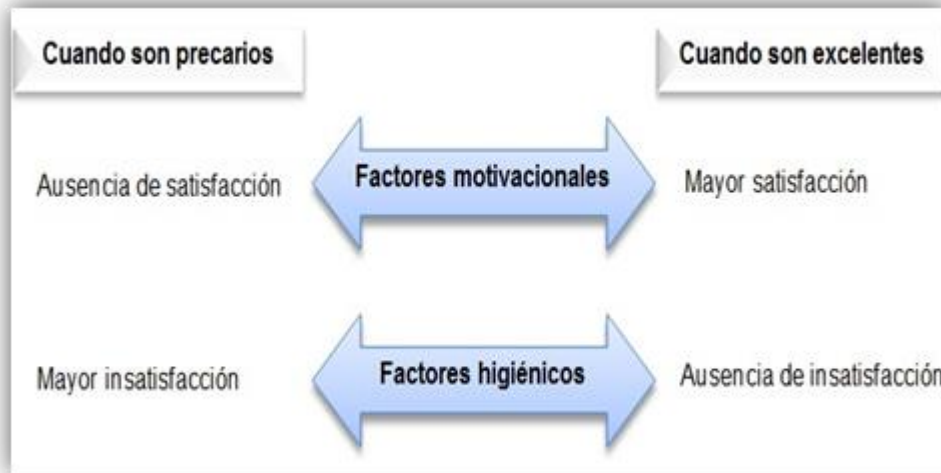 Cuando son precarios
Cuando son excelentes
Ausencia de satisfacción
Factores motivacionales
Mayor satisfacción
Mayor insatisfacción
Factores higiénicos
Ausencia de insatisfacción